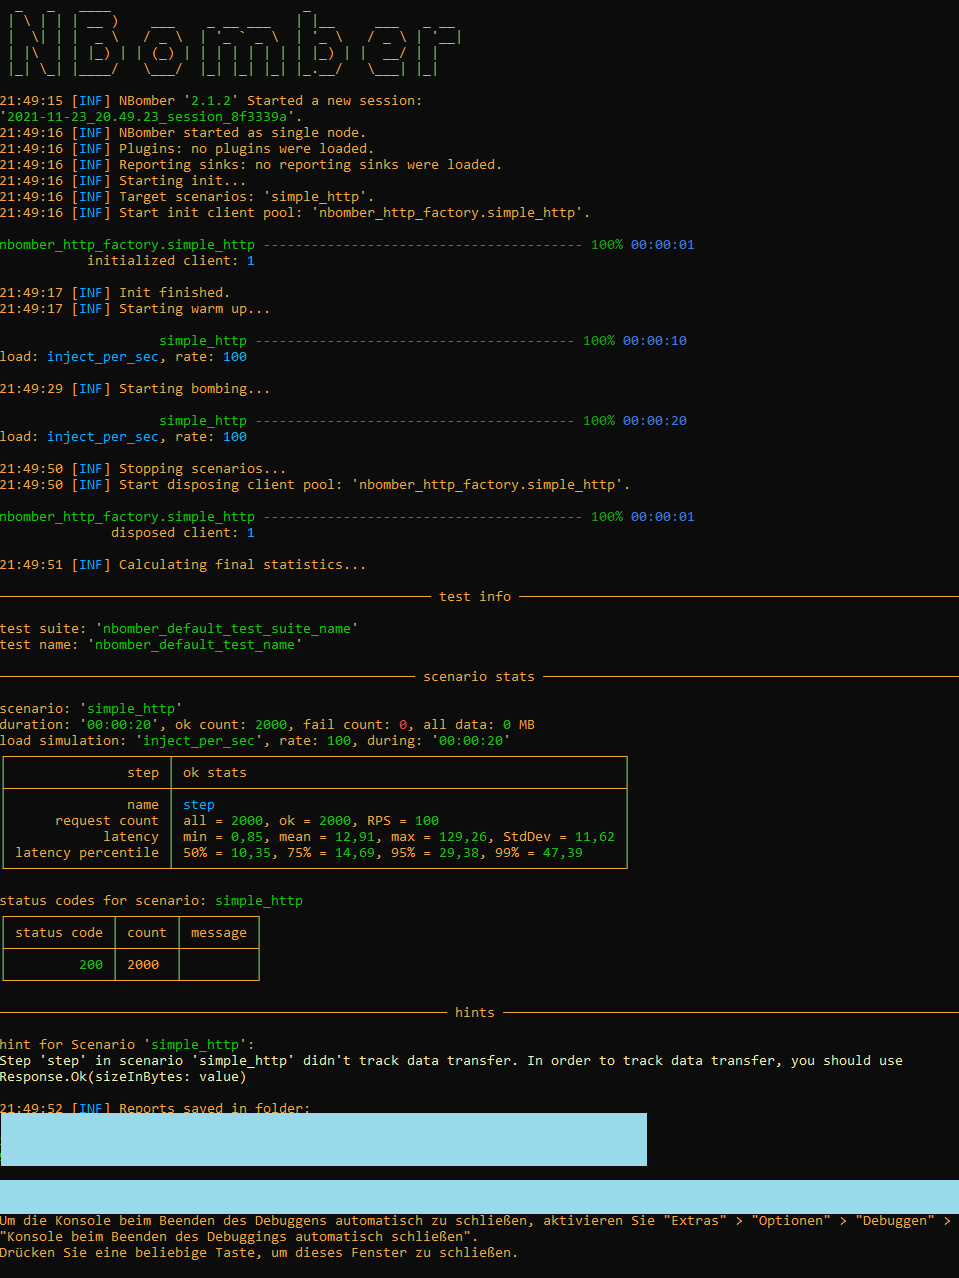 NBomber
21:49:15 [INF] NBomber '2.1.2' Started a new session:
'2021-11-23_20.49.23_session_8f3339a'.
21:49:16 [INF] NBomber started as single node.
21:49:16 [INF] Plugins: no plugins were loaded.
21:49:16 [INF] Reporting sinks: no reporting sinks were loaded.
21:49:16 [INF] Starting init...
21:49:16 [INF] Target scenarios: 'simple_http'.
21:49:16 [INF] Start init client pool: 'nbomber_http_factory.simple_http'.
nbomber_http_factory.simple_http ---------------------------------------- 100% 00:00:01
initialized client: 1
21:49:17 [INF] Init finished.
21:49:17 [INF] Starting warm up...
simple_http ---------------------------------------- 100% 00:00:10
load: inject_per_sec, rate: 100
21:49:29 [INF] Starting bombing...
simple_http ---------------------------------------- 100% 00:00:20
load: inject_per_sec, rate: 100
21:49:50 [INF] Stopping scenarios...
21:49:50 [INF] Start disposing client pool: 'nbomber_http_factory.simple_http'.
nbomber_http_factory.simple_http ---------------------------------------- 100% 00:00:01
disposed client: 1
21:49:51 [INF] Calculating final statistics...
test info
test suite: 'nbomber_default_test_suite_name'
test name: 'nbomber_default_test_name'
scenario stats
scenario: 'simple_http'
duration: '00:00:20', ok count: 2000, fail count: 0, all data: 0 MB
load simulation: 'inject_per_sec', rate: 100, during: '00:00:20'
step ok stats
name step
request count all = 2000, ok = 2000, RPS = 100
latency min = 0,85, mean = 12,91, max = 129,26, StdDev = 11,62
latency percentile 50% = 10,35, 75% = 14,69, 95% = 29,38, 99% = 47,39
status codes for scenario: simple_http
status code count message
200 2000
hints
hint for Scenario 'simple_http':
Step 'step' in scenario 'simple_http' didn't track data transfer. In order to track data transfer, you should use
Response.Ok(sizeInBytes: value)
21:49:52 [INF] Reports saved in folder:
Um die Konsole beim Beenden des Debuggens automatisch zu schließen, aktivieren Sie "Extras" > "Optionen" > "Debuggen" >
"Konsole beim Beenden des Debuggings automatisch schließen".
Drücken Sie eine beliebige Taste, um dieses Fenster zu schließen.